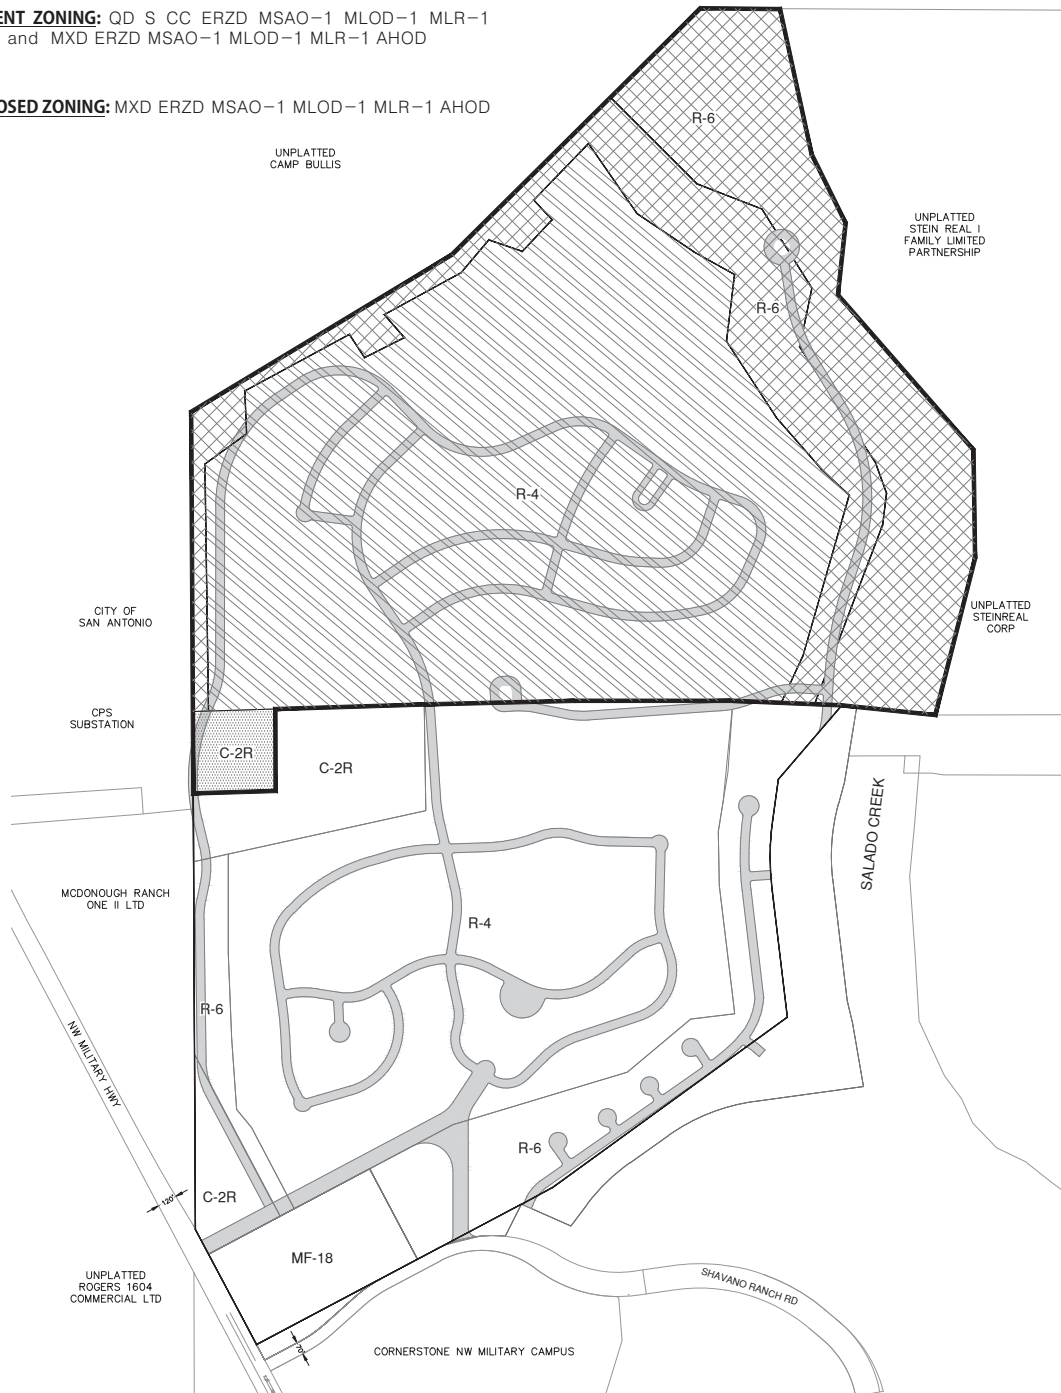 ENT ZONING: QD S CC ERZD MSAO-1 MLOD-1 MLR-1
and MXD ERZD MSAO-1 MLOD-1 MLR-1 AHOD
OSED ZONING: MXD ERZD MSAO-1 MLOD-1 MLR-1 AHOD
UNPLATTED
CAMP BULLIS
R-6
UNPLATTED
STEIN REAL I
FAMILY LIMITED
PARTNERSHIP
R-6
R-4
CITY OF
SAN ANTONIO
UNPLATTED
STEINREAL
CORP
CPS
SUBSTATION
C-2R
C-2R
SALADO CREEK
MCDONOUGH RANCH
ONE II LTD
R-4
R-6
NW MILITARY HWY
R-6
C-2R
120'
MF-18
UNPLATTED
ROGERS 1604
COMMERCIAL LTD
SHAVANO RANCH RD
70'
CORNERSTONE NW MILITARY CAMPUS